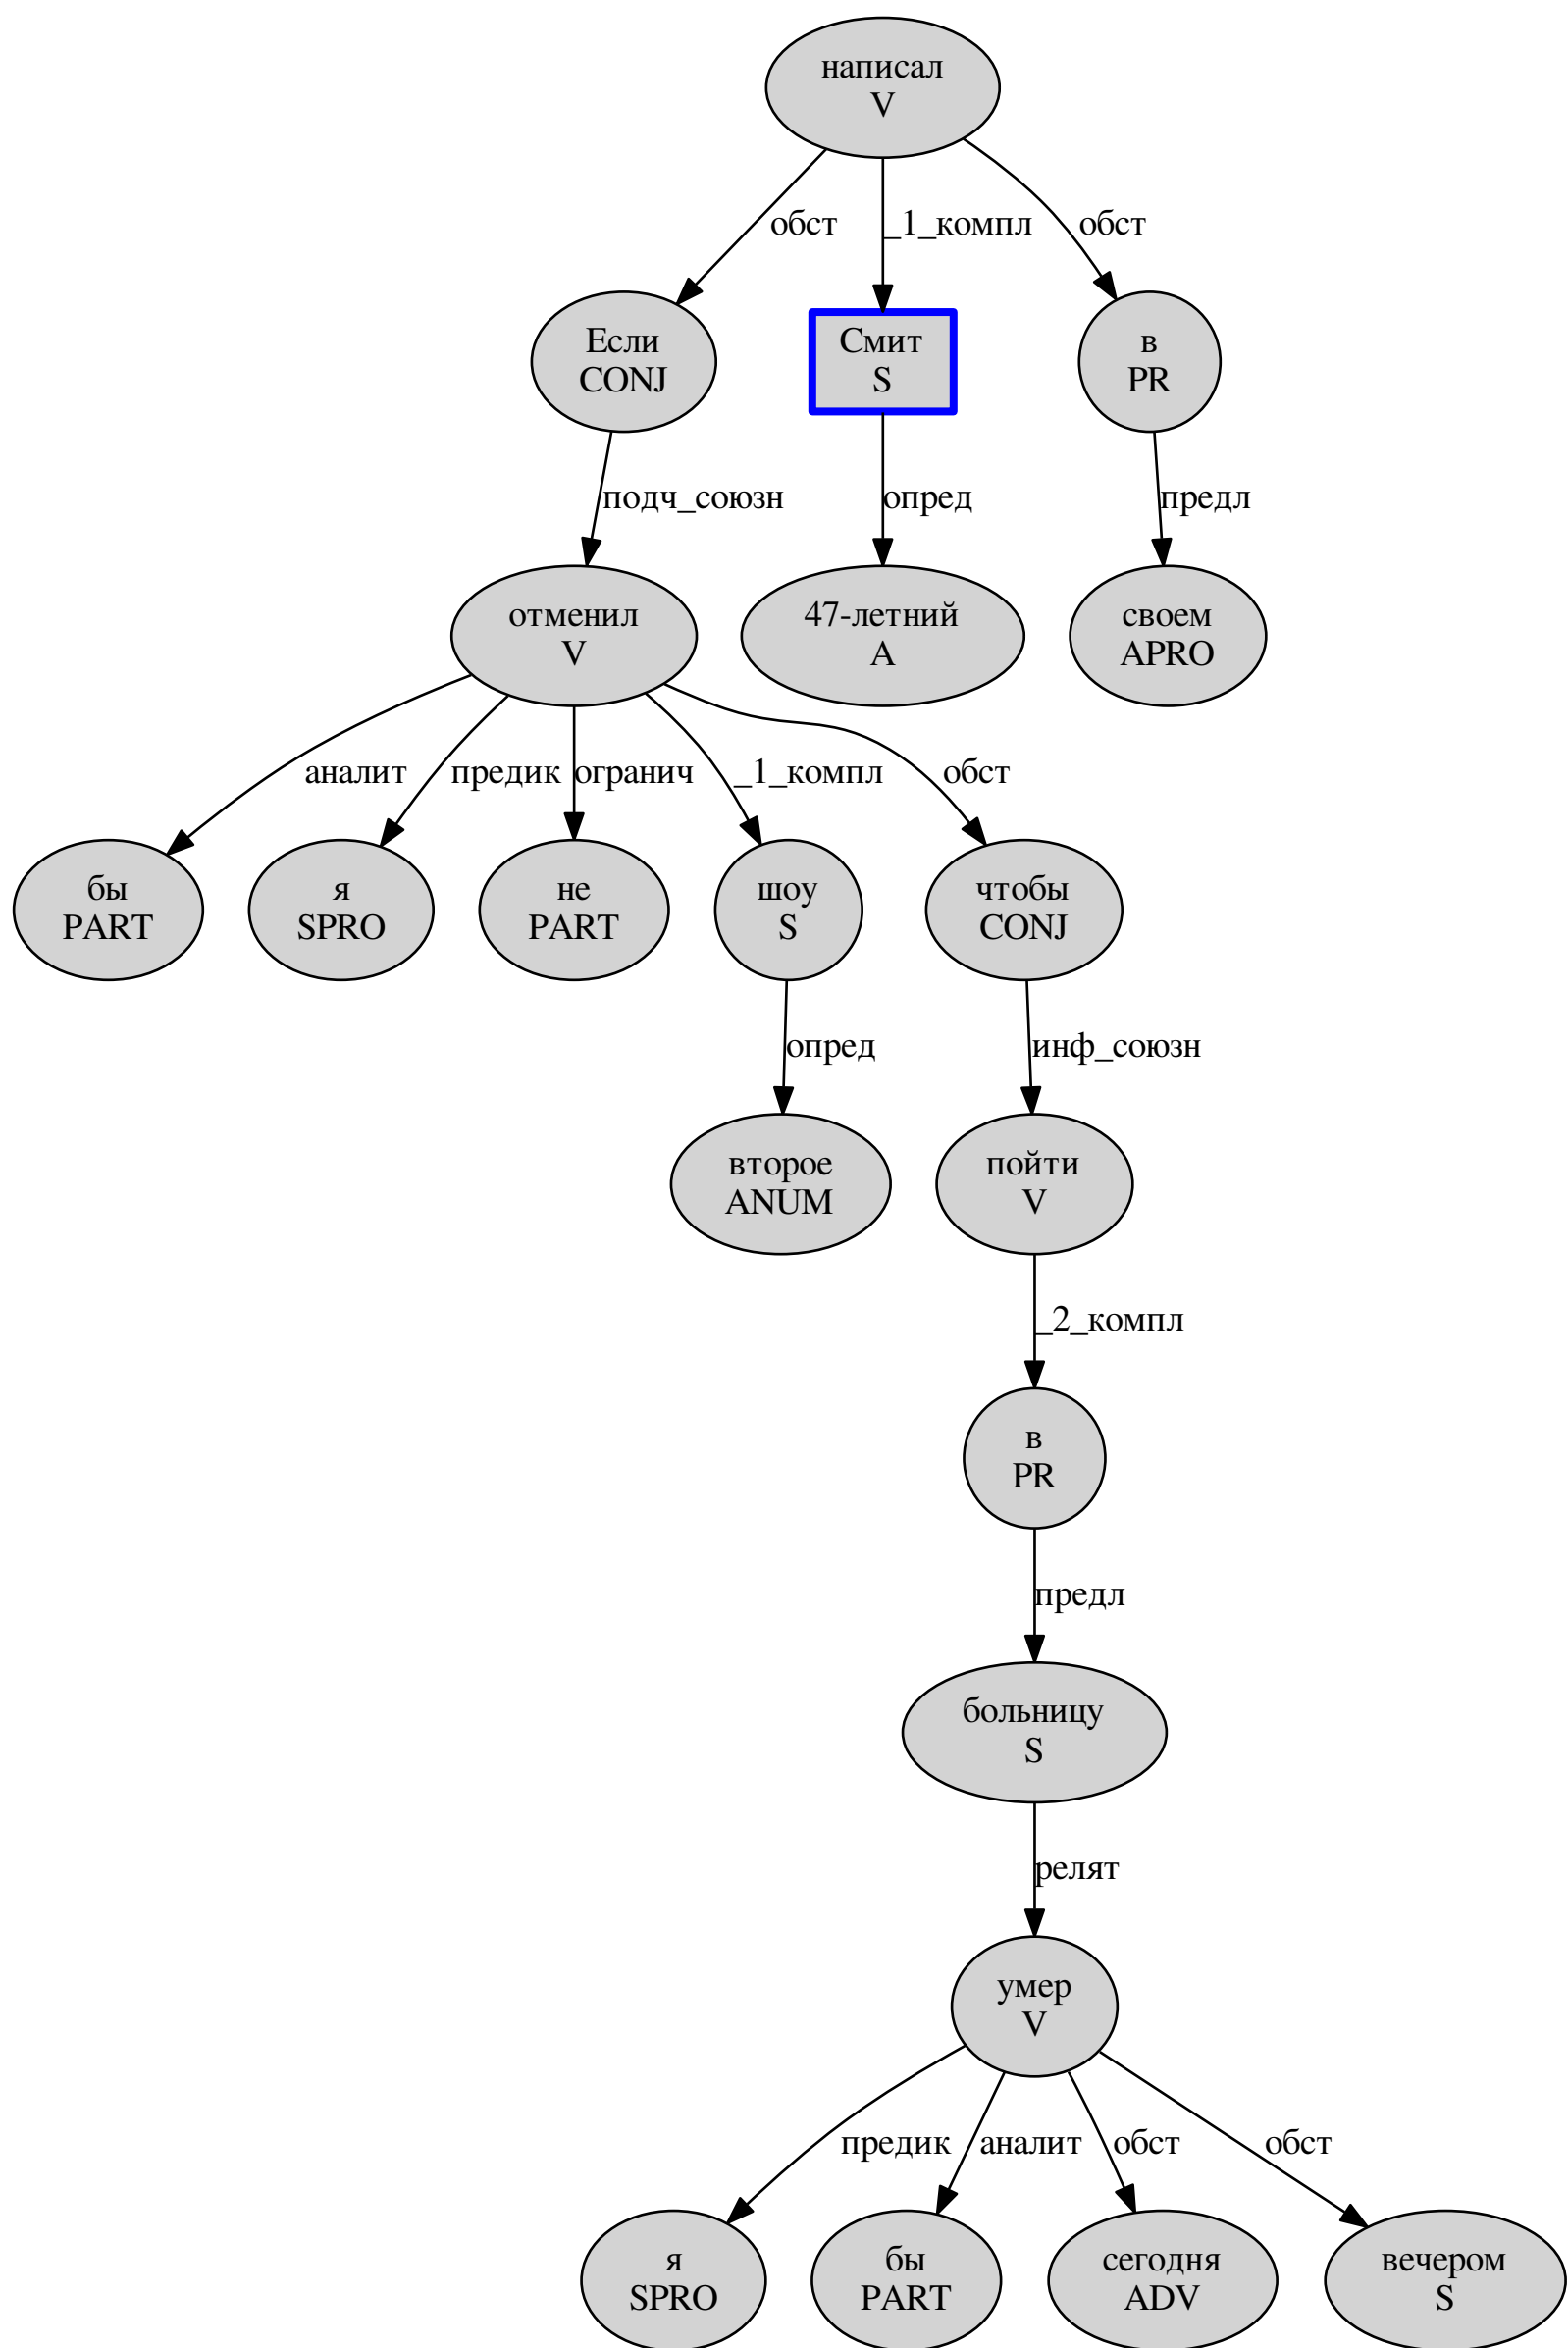 написал
V
обст
_1_компл
обст
Если
CONJ
Смит
S
в
PR
подч_союзн
опред
предл
отменил
V
47-летний
A
своем
APRO
аналит
предик
огранич
_1_компл
обст
бы
PART
я
SPRO
не
PART
шоу
S
чтобы
CONJ
опред
инф_союзн
второе
ANUM
пойти
V
_2_компл
в
PR
предл
больницу
S
релят
умер
V
предик
аналит
обст
обст
я
SPRO
бы
PART
сегодня
ADV
вечером
S